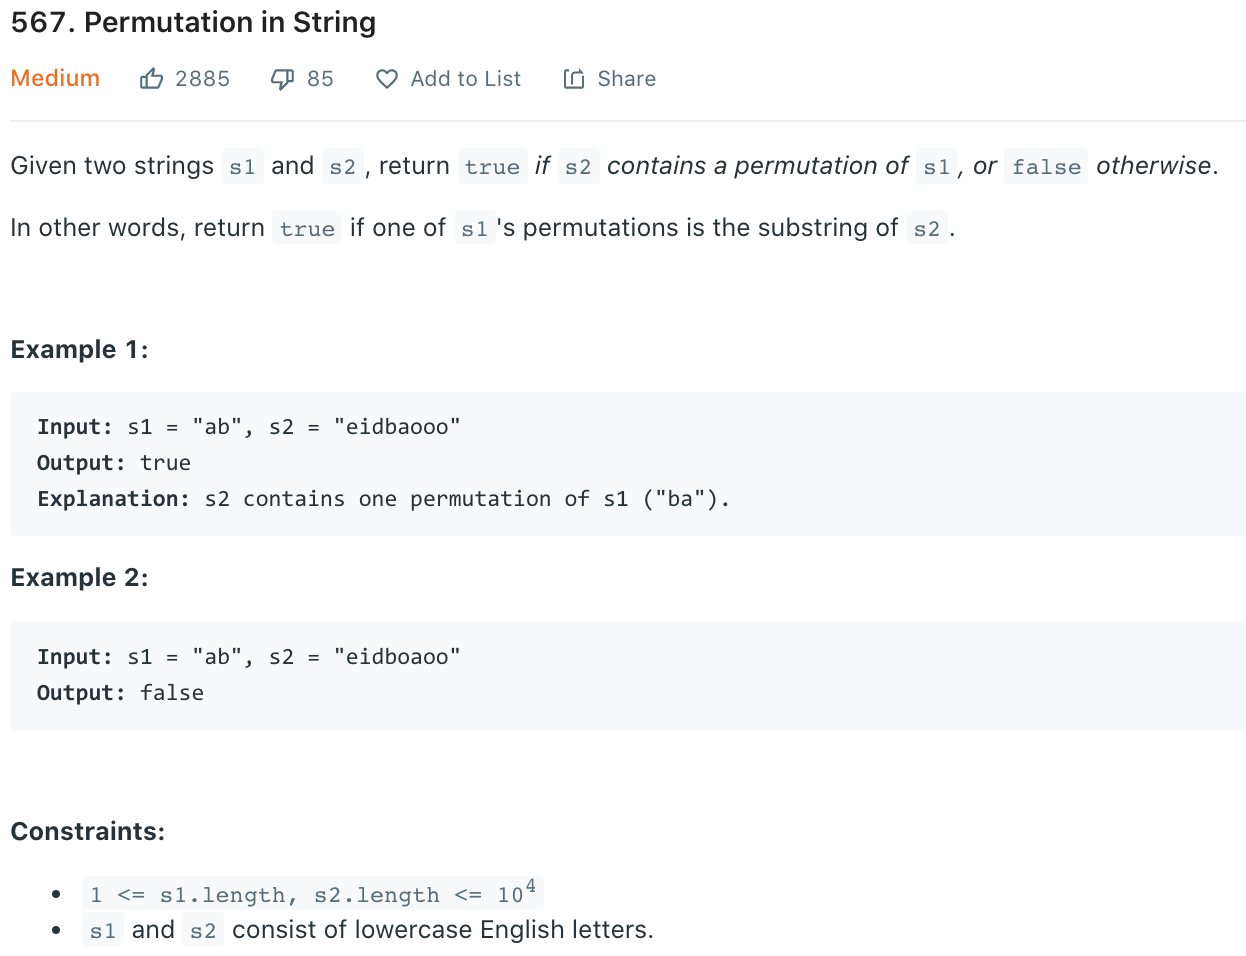 567. Permutation in String
Medium 2885 85 Add to List Share
Given two strings s1 and s2, return true if s2 contains a permutation of s1, or false otherwise.
In other words, return true if one of s1's permutations is the substring of s2.
Example 1:
Input: s1 = "ab", s2 = "eidbaooo"
Output: true
Explanation: s2 contains one permutation of s1 ("ba").
Example 2:
Input: s1 = "ab", s2 = "eidboaoo"
Output: false
Constraints:
• 1 <= s1.length, s2.length <= 10⁴
• s1 and s2 consist of lowercase English letters.